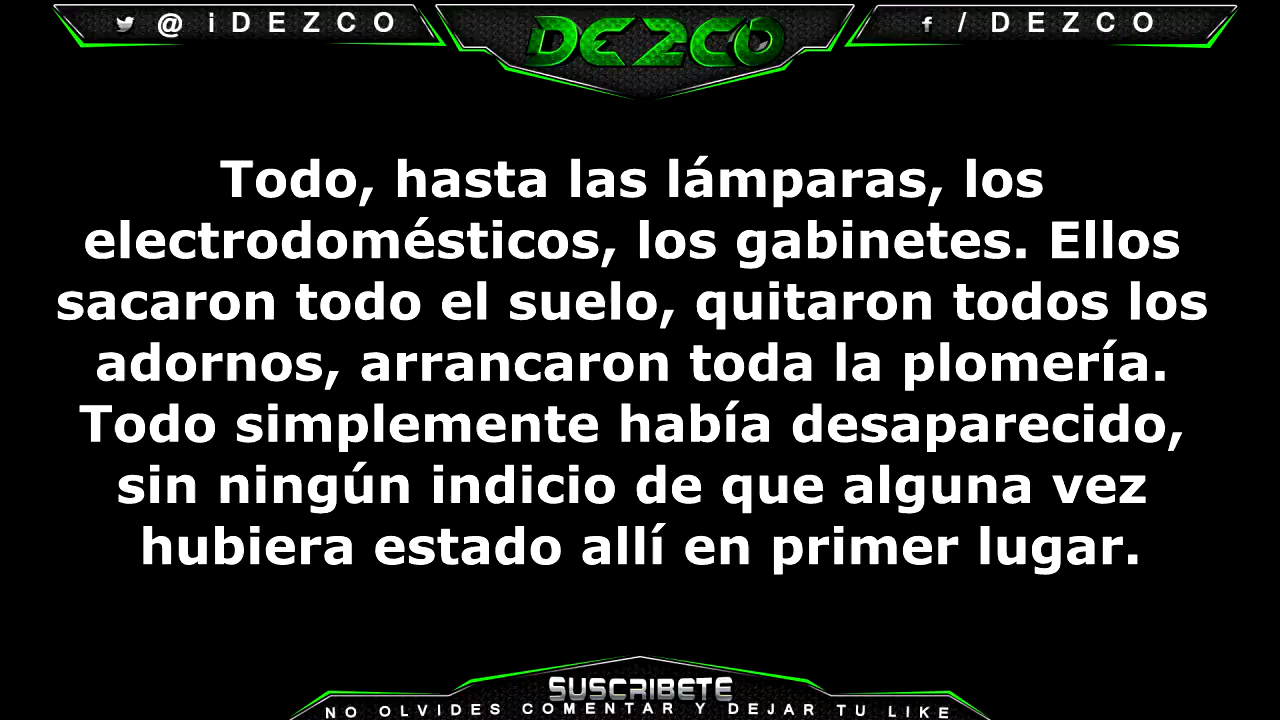 @iDEZCO
DEZCO
f /DEZCO
Todo, hasta las lámparas, los
electrodomésticos, los gabinetes. Ellos
sacaron todo el suelo, quitaron todos los
adornos, arrancaron toda la plomería.
Todo simplemente había desaparecido,
sin ningún indicio de que alguna vez
hubiera estado allí en primer lugar.
SUSCRIBETE
NO OLVIDES COMENTAR Y DEJAR TU LIKE